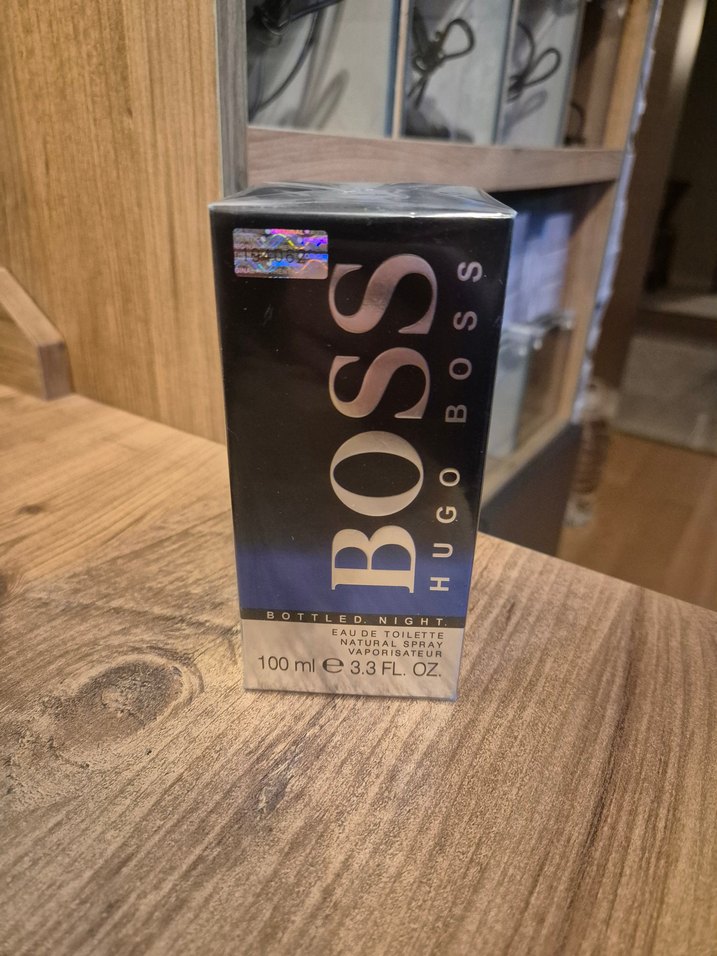 BOSS
HUGO BOSS
BOTTLED. NIGHT.
EAU DE TOILETTE
NATURAL SPRAY
VAPORISATEUR
100 ml ℮ 3.3 FL. OZ.